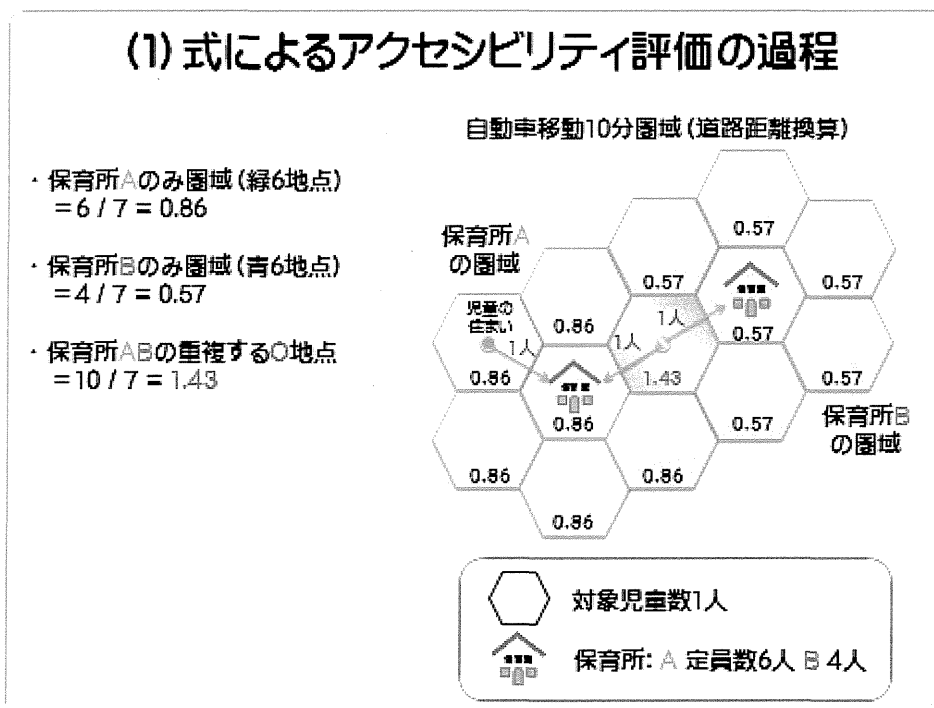 (1) 式によるアクセシビリティ評価の過程
自動車移動10分圏域 (道路距離換算)
・保育所Aのみ圏域 (緑6地点)
=6 / 7 = 0.86
・保育所Bのみ圏域 (青6地点)
=4 / 7 = 0.57
・保育所ABの重複する〇地点
=10 / 7 = 1.43
保育所A
の圏域
0.57
0.57
0.57
児童の
住まい
0.86
1人
1人
1人
0.57
0.86
1.43
0.57
0.86
0.57
保育所B
の圏域
0.86
0.86
0.86
対象児童数1人
保育所: A 定員数6人 B 4人